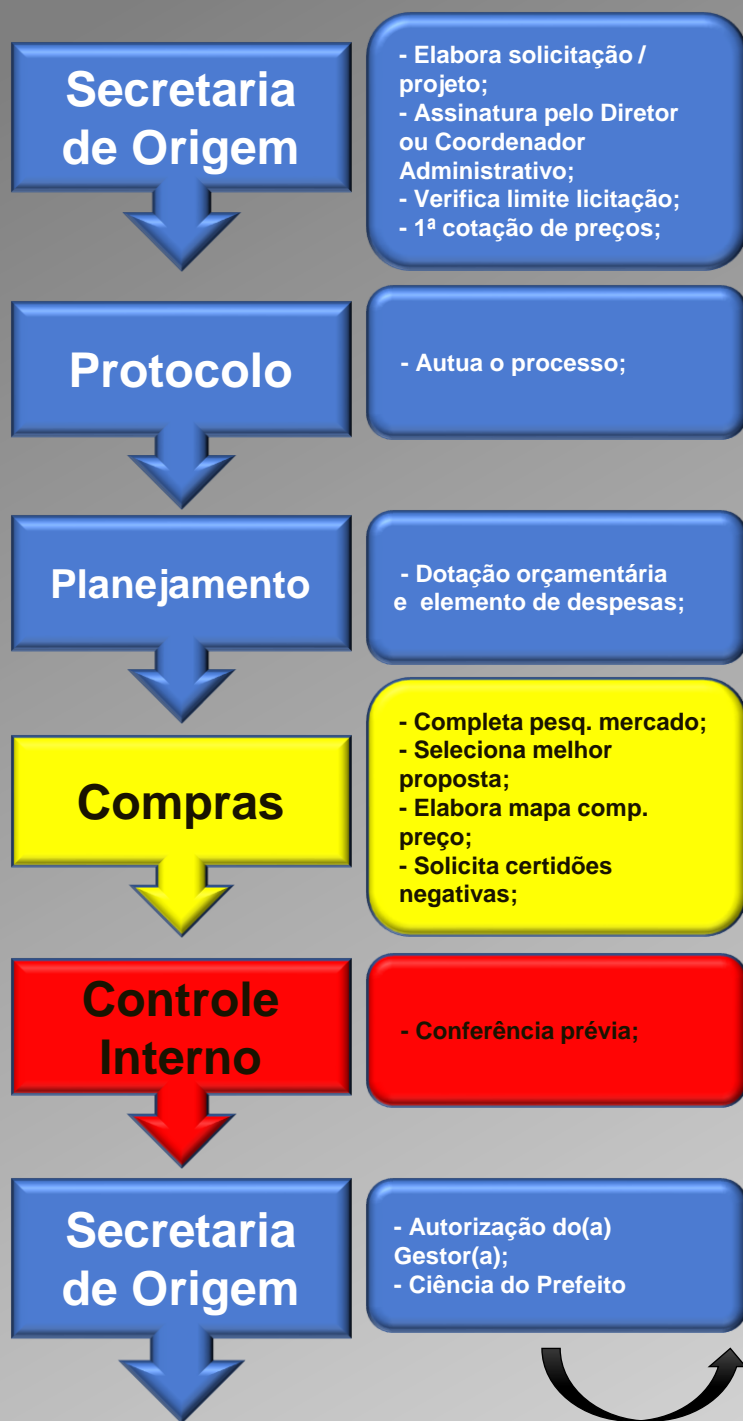 Secretaria
de Origem
- Elabora solicitação /
projeto;
- Assinatura pelo Diretor
ou Coordenador
Administrativo;
- Verifica limite licitação;
- 1ª cotação de preços;
Protocolo
- Autua o processo;
Planejamento
- Dotação orçamentária
e elemento de despesas;
Compras
- Completa pesq. mercado;
- Seleciona melhor
proposta;
- Elabora mapa comp.
preço;
- Solicita certidões
negativas;
Controle
Interno
- Conferência prévia;
Secretaria
de Origem
- Autorização do(a)
Gestor(a);
- Ciência do Prefeito